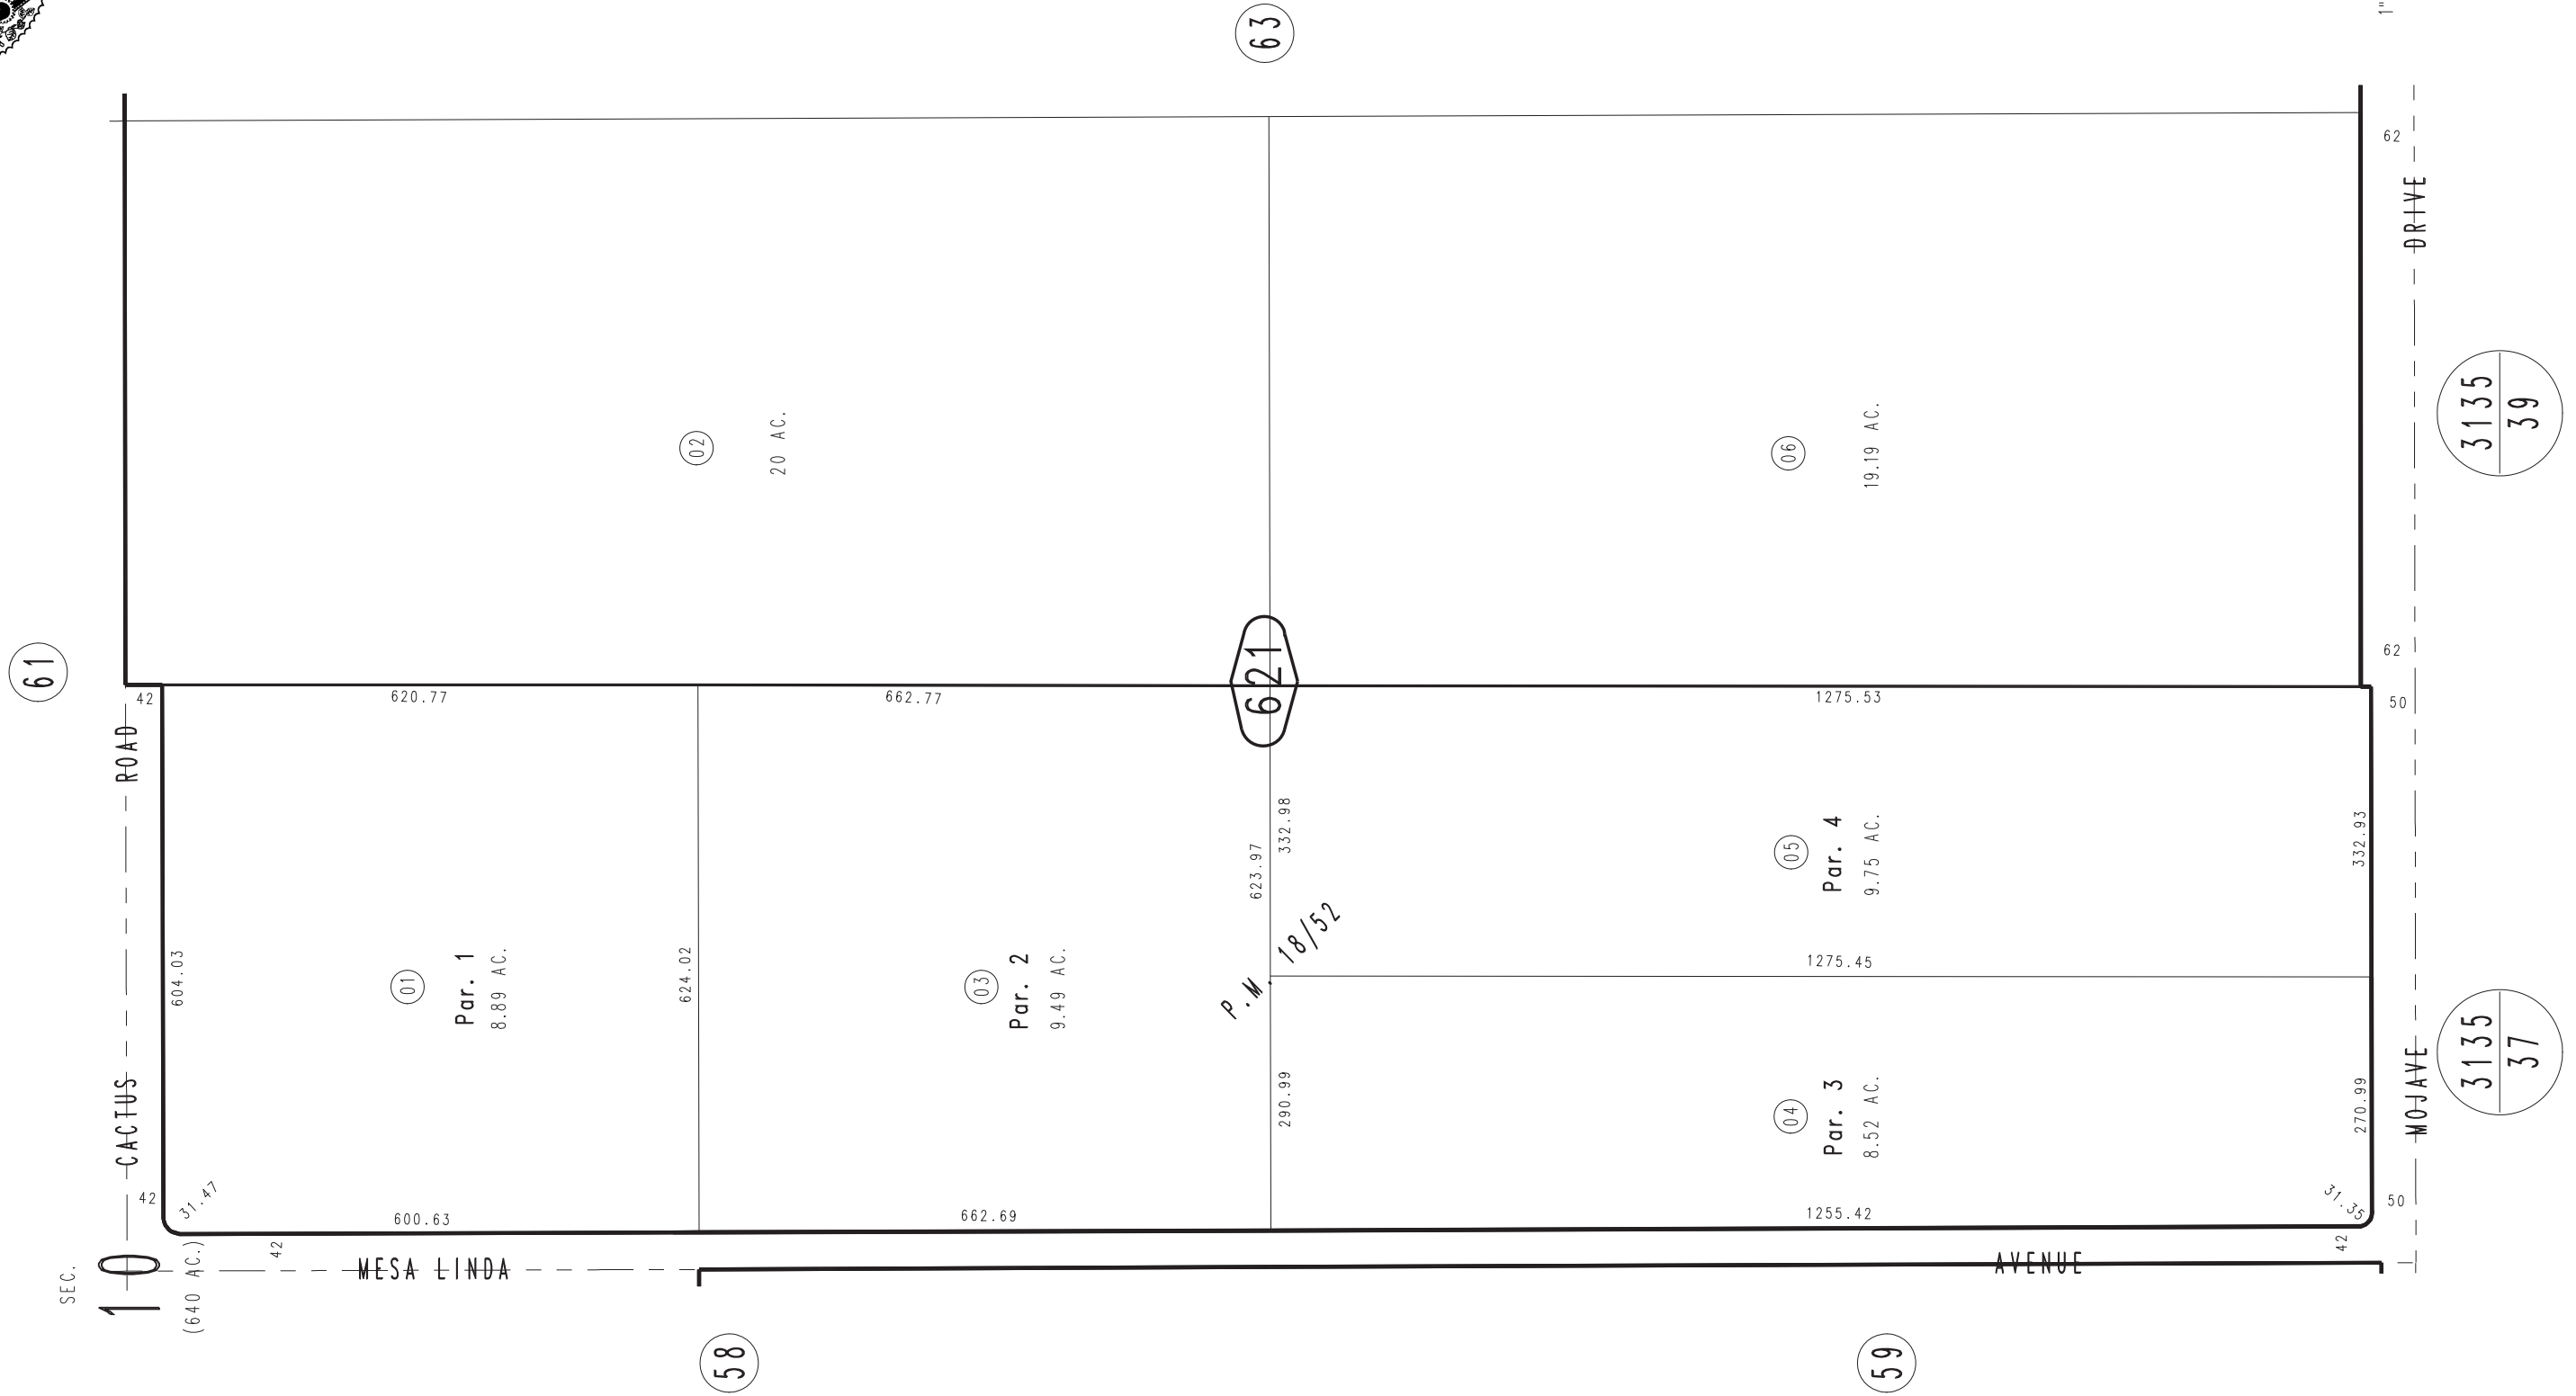 63
1"
62
DRIVE
3135
39
02
20 AC.
06
19.19 AC.
61
62
621
42
620.77
662.77
1275.53
50
ROAD
CACTUS
604.03
01
Par. 1
8.89 AC.
624.02
03
Par. 2
9.49 AC.
623.97
332.98
P.M. 18/52
05
Par. 4
9.75 AC.
332.93
1275.45
290.99
04
Par. 3
8.52 AC.
270.99
MOJAVE
3135
37
42
31.47
600.63
662.69
1255.42
31.35
50
SEC.
10
(640 AC.)
42
MESA LINDA
AVENUE
42
58
59